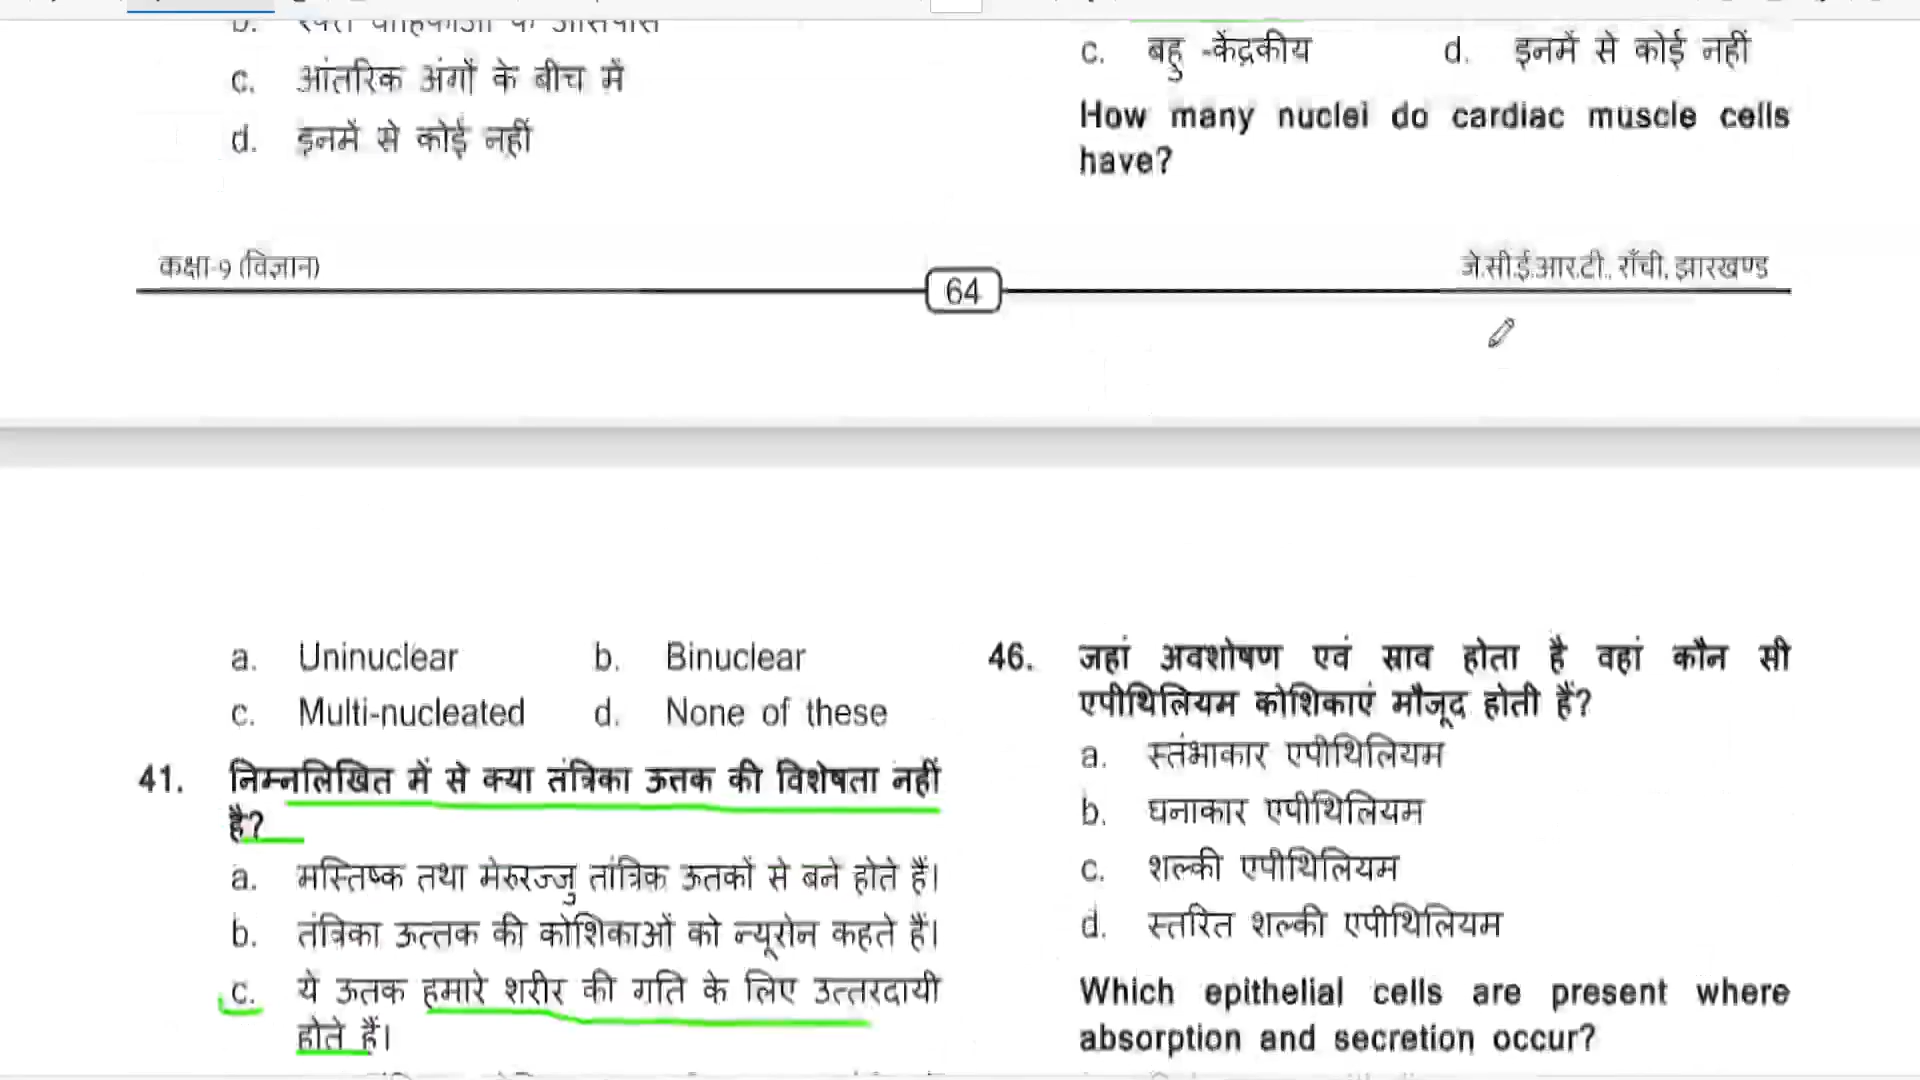 c. आंतरिक अंगों के बीच में
d. इनमें से कोई नहीं
c. बहु -केंद्रकीय d. इनमें से कोई नहीं
How many nuclei do cardiac muscle cells
have?
कक्षा-9 (विज्ञान)
64
जे.सी.ई.आर.टी., राँची, झारखण्ड
a. Uninuclear b. Binuclear
c. Multi-nucleated d. None of these
41. निम्नलिखित में से क्या तंत्रिका ऊतक की विशेषता नहीं
है?
a. मस्तिष्क तथा मेरुरज्जु तांत्रिक ऊतकों से बने होते हैं।
b. तंत्रिका ऊत्तक की कोशिकाओं को न्यूरोन कहते हैं।
c. ये ऊतक हमारे शरीर की गति के लिए उत्तरदायी
होते हैं।
46. जहां अवशोषण एवं स्राव होता है वहां कौन सी
एपीथिलियम कोशिकाएं मौजूद होती हैं?
a. स्तंभाकार एपीथिलियम
b. घनाकार एपीथिलियम
c. शल्की एपीथिलियम
d. स्तरित शल्की एपीथिलियम
Which epithelial cells are present where
absorption and secretion occur?